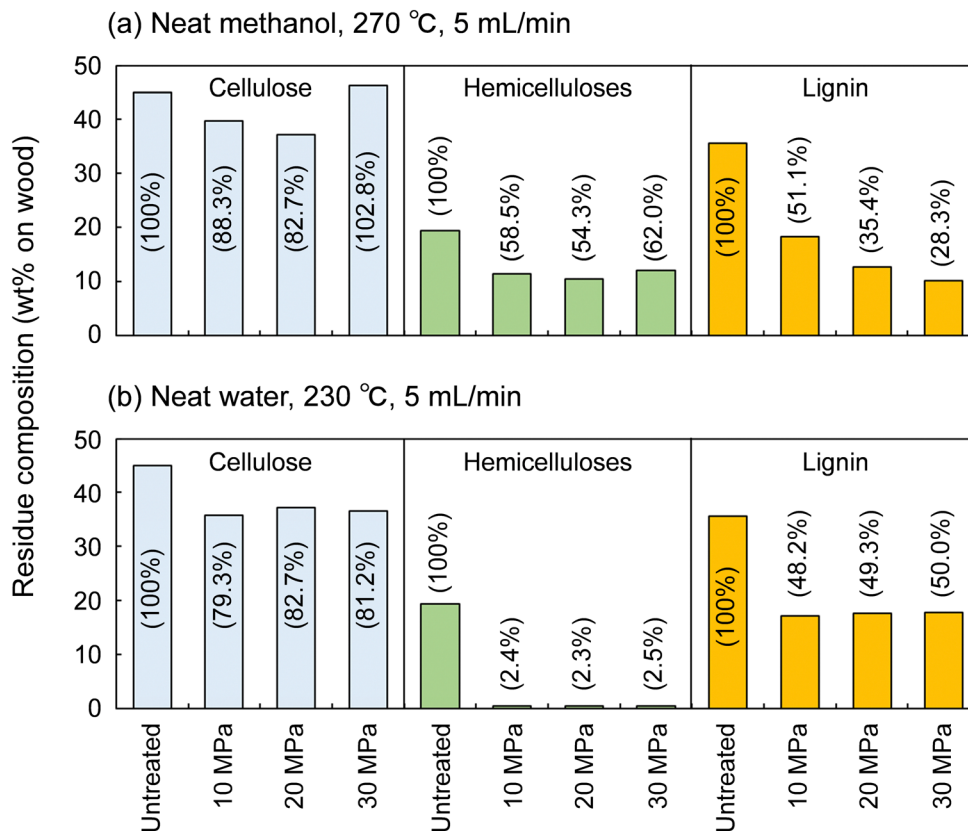 (a) Neat methanol, 270 ℃, 5 mL/min
Residue composition (wt% on wood)
50
40
30
20
10
0
Cellulose
Hemicelluloses
Lignin
(100%)
(88.3%)
(82.7%)
(102.8%)
(100%)
(58.5%)
(54.3%)
(62.0%)
(100%)
(51.1%)
(35.4%)
(28.3%)
(b) Neat water, 230 ℃, 5 mL/min
50
40
30
20
10
0
Cellulose
Hemicelluloses
Lignin
(100%)
(79.3%)
(82.7%)
(81.2%)
(100%)
(2.4%)
(2.3%)
(2.5%)
(100%)
(48.2%)
(49.3%)
(50.0%)
Untreated
10 MPa
20 MPa
30 MPa
Untreated
10 MPa
20 MPa
30 MPa
Untreated
10 MPa
20 MPa
30 MPa